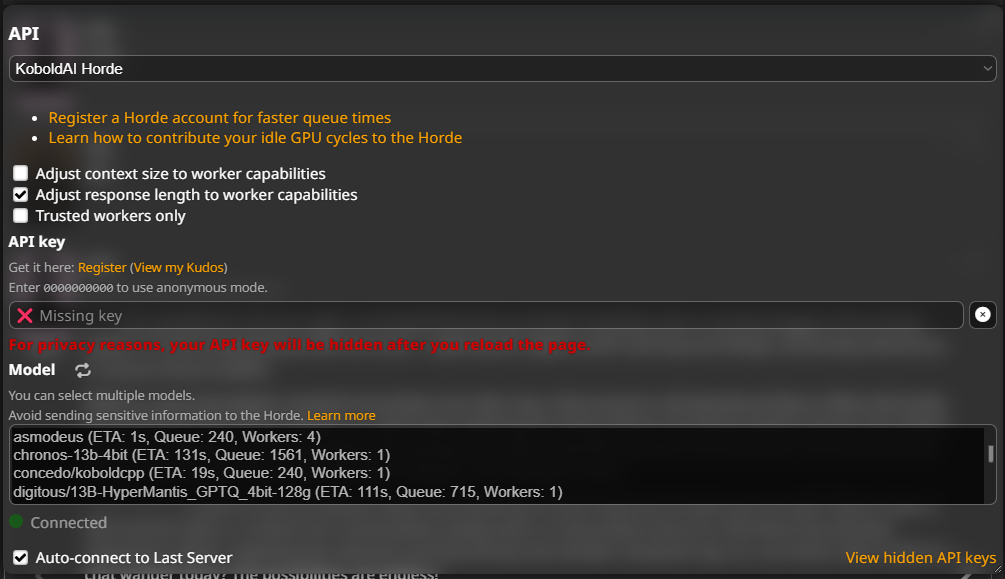 API
KoboldAI Horde
Register a Horde account for faster queue times
Learn how to contribute your idle GPU cycles to the Horde
Adjust context size to worker capabilities
Adjust response length to worker capabilities
Trusted workers only
API key
Get it here: Register (View my Kudos)
Enter 0000000000 to use anonymous mode.
❌ Missing key
For privacy reasons, your API key will be hidden after you reload the page.
Model
You can select multiple models.
Avoid sending sensitive information to the Horde. Learn more
asmodeus (ETA: 1s, Queue: 240, Workers: 4)
chronos-13b-4bit (ETA: 131s, Queue: 1561, Workers: 1)
concedo/koboldcpp (ETA: 19s, Queue: 240, Workers: 1)
digitous/13B-HyperMantis_GPTQ_4bit-128g (ETA: 111s, Queue: 715, Workers: 1)
Connected
Auto-connect to Last Server View hidden API keys
that wander today? The possibilities are endless!